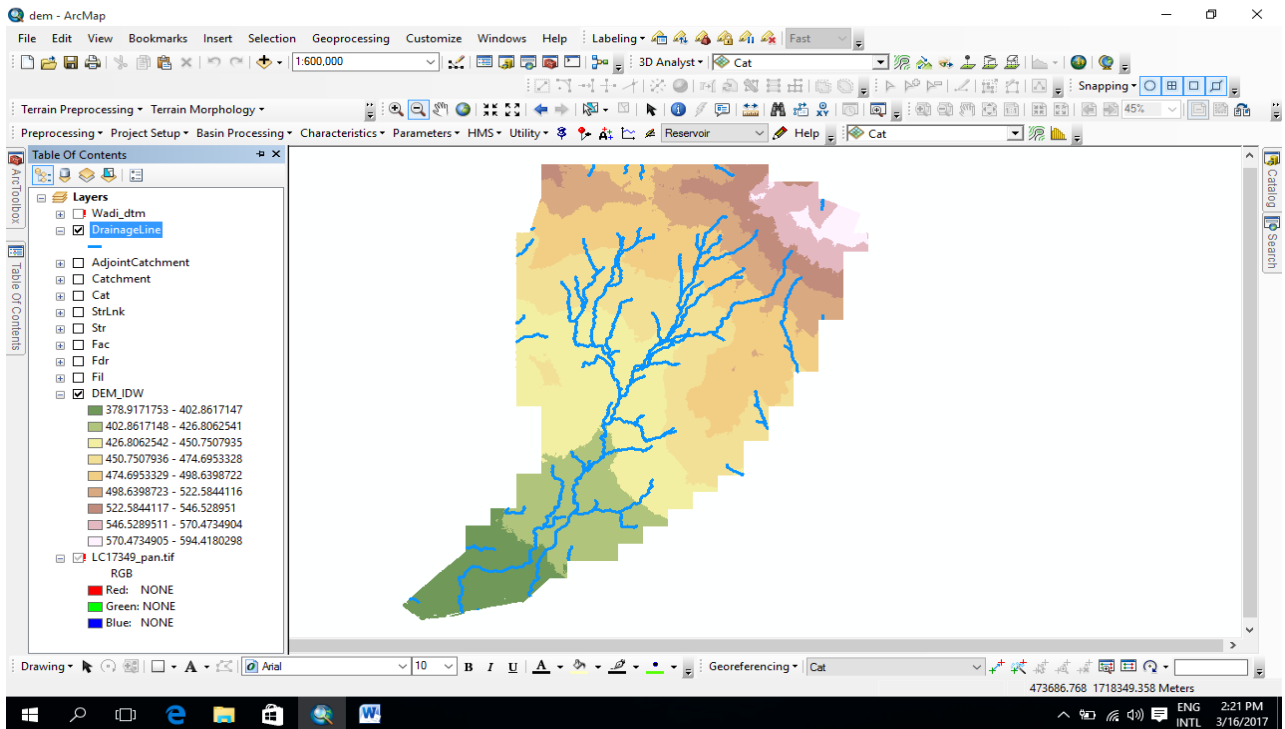 dem - ArcMap
File Edit View Bookmarks Insert Selection Geoprocessing Customize Windows Help Labeling Fast
1:600,000 3D Analyst Cat
Snapping
Terrain Preprocessing Terrain Morphology 45%
Preprocessing Project Setup Basin Processing Characteristics Parameters HMS Utility Reservoir Help Cat
Table Of Contents
ArcToolbox
Table Of Contents
Layers
Wadi_dtm
DrainageLine
AdjointCatchment
Catchment
Cat
StrLnk
Str
Fac
Fdr
Fil
DEM_IDW
378.9171753 - 402.8617147
402.8617148 - 426.8062541
426.8062542 - 450.7507935
450.7507936 - 474.6953328
474.6953329 - 498.6398722
498.6398723 - 522.5844116
522.5844117 - 546.528951
546.5289511 - 570.4734904
570.4734905 - 594.4180298
LC17349_pan.tif
RGB
Red: NONE
Green: NONE
Blue: NONE
Catalog
Search
Drawing A Arial 10 B I U A Georeferencing Cat
473686.768 1718349.358 Meters
ENG 2:21 PM
INTL 3/16/2017